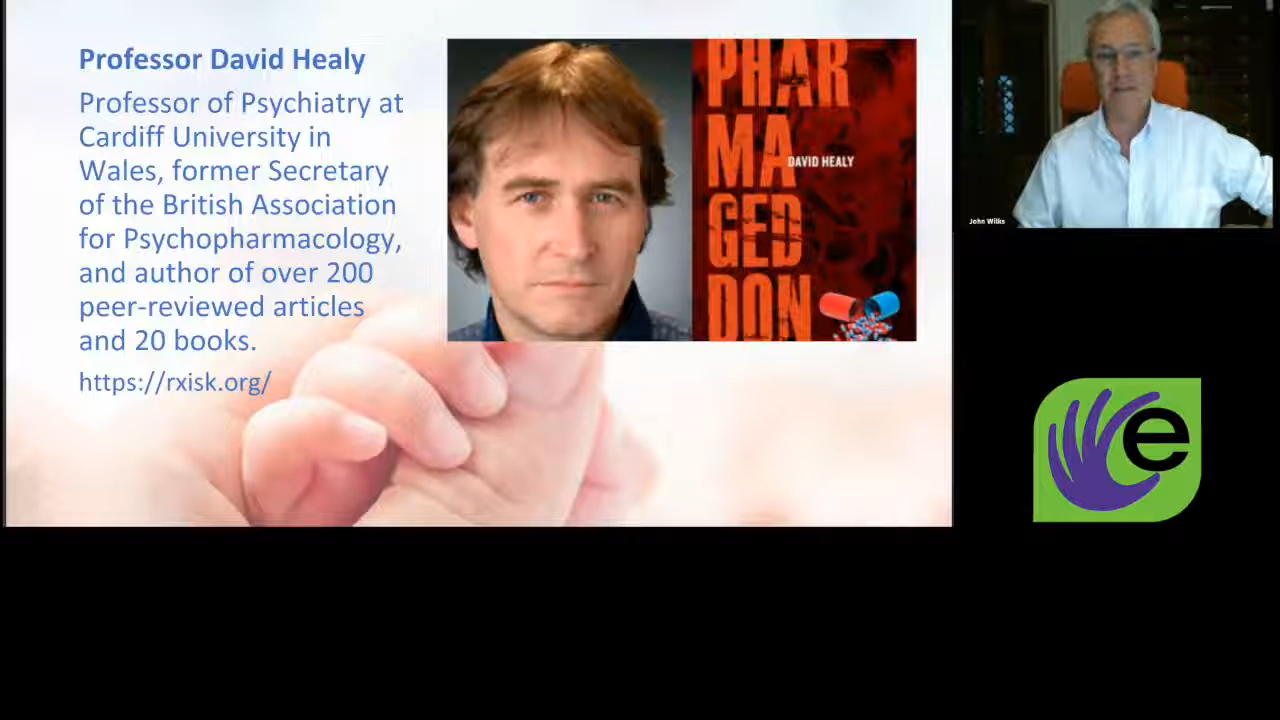 Professor David Healy
Professor of Psychiatry at
Cardiff University in
Wales, former Secretary
of the British Association
for Psychopharmacology,
and author of over 200
peer-reviewed articles
and 20 books.
https://rxisk.org/
PHAR
MA
DAVID HEALY
GED
DON
John Wilks
e